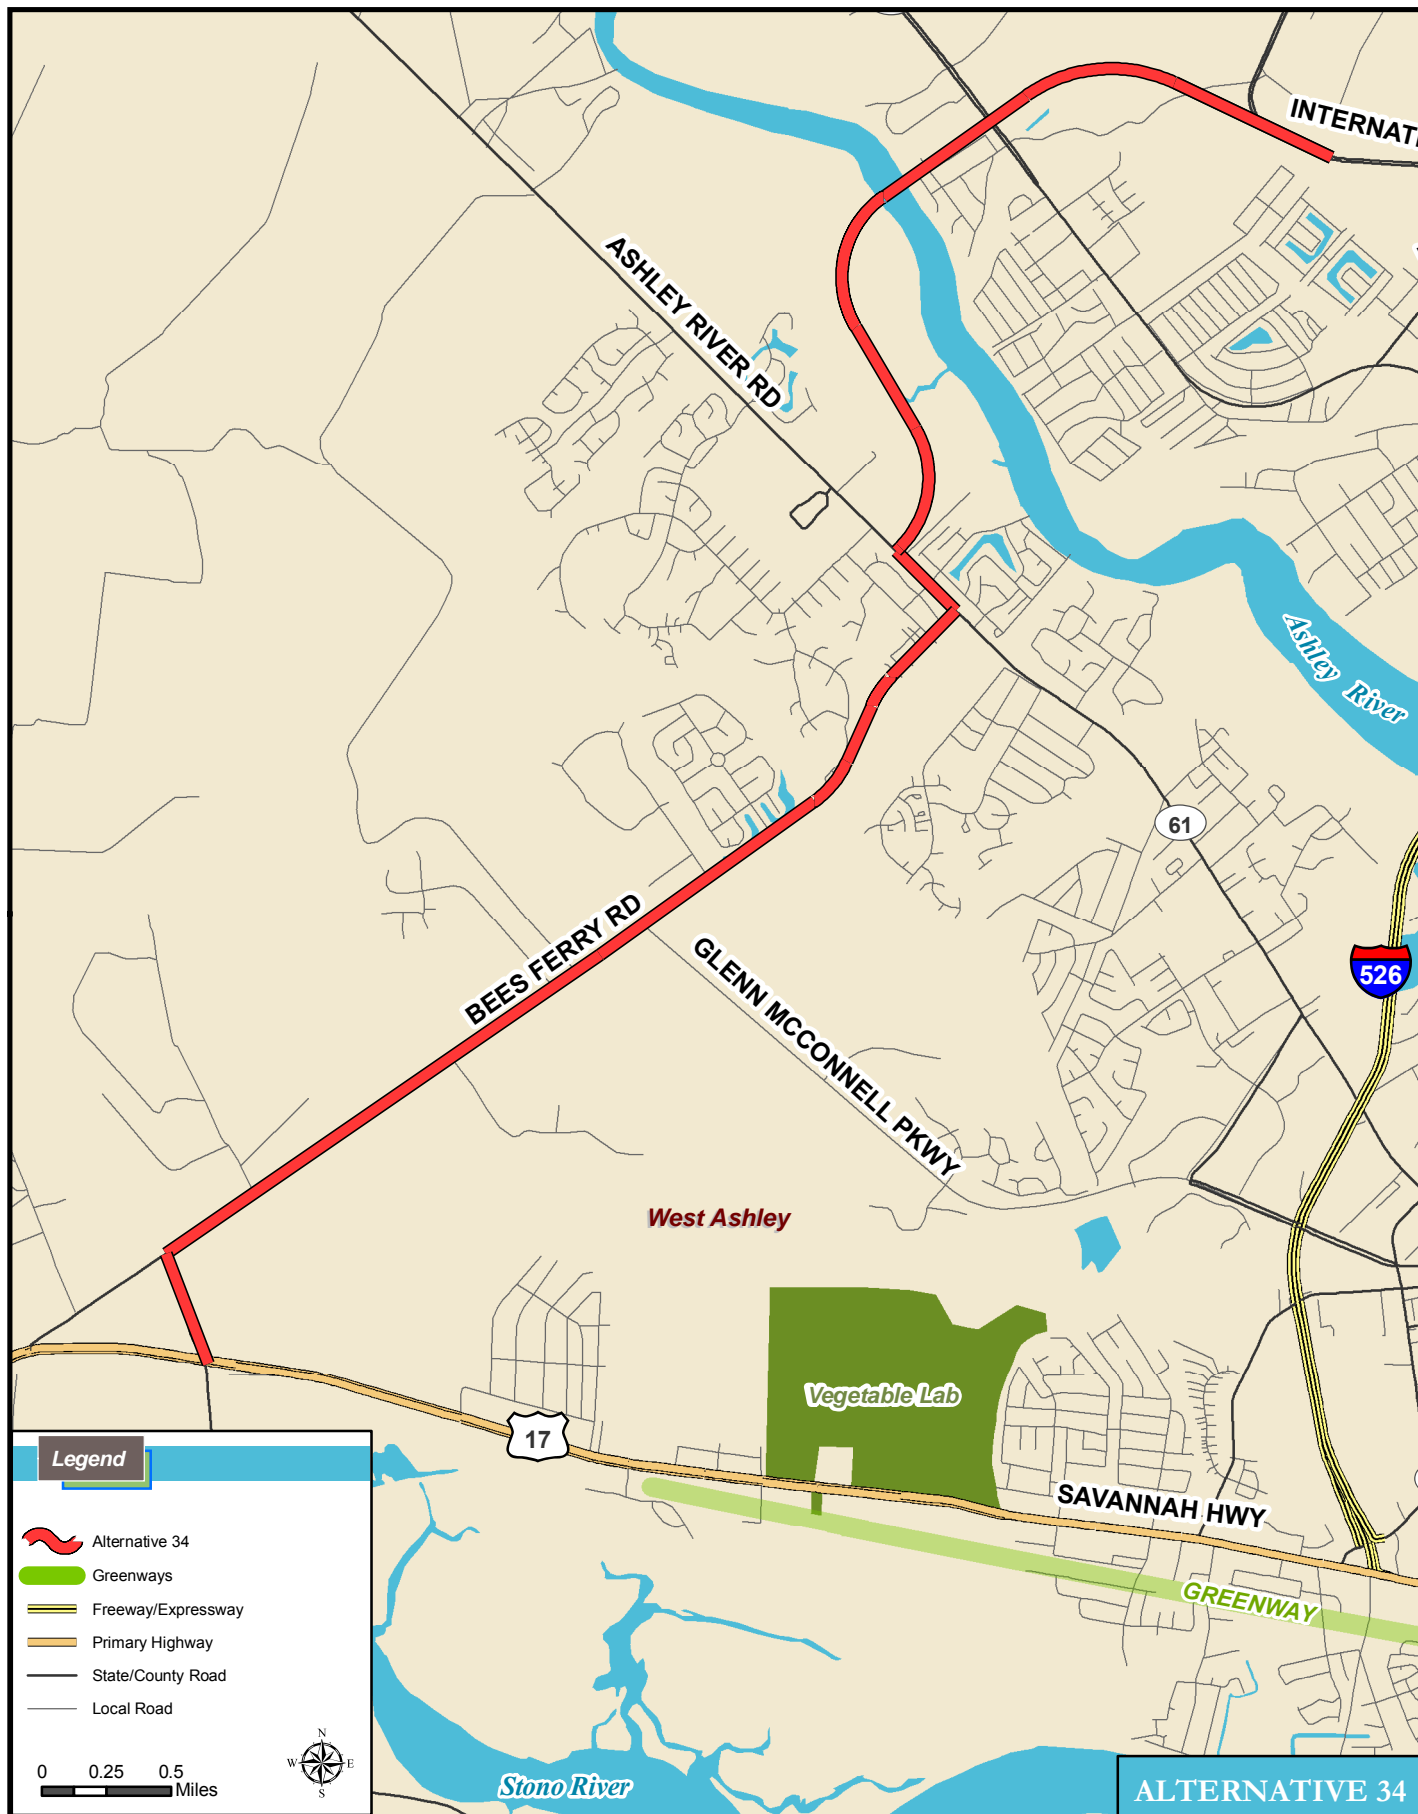 INTERNATI
ASHLEY RIVER RD
Ashley River
61
526
BEES FERRY RD
GLENN MCCONNELL PKWY
West Ashley
Vegetable Lab
17
SAVANNAH HWY
GREENWAY
Legend
Alternative 34
Greenways
Freeway/Expressway
Primary Highway
State/County Road
Local Road
N
W E
S
0 0.25 0.5
Miles
Stono River
ALTERNATIVE 34